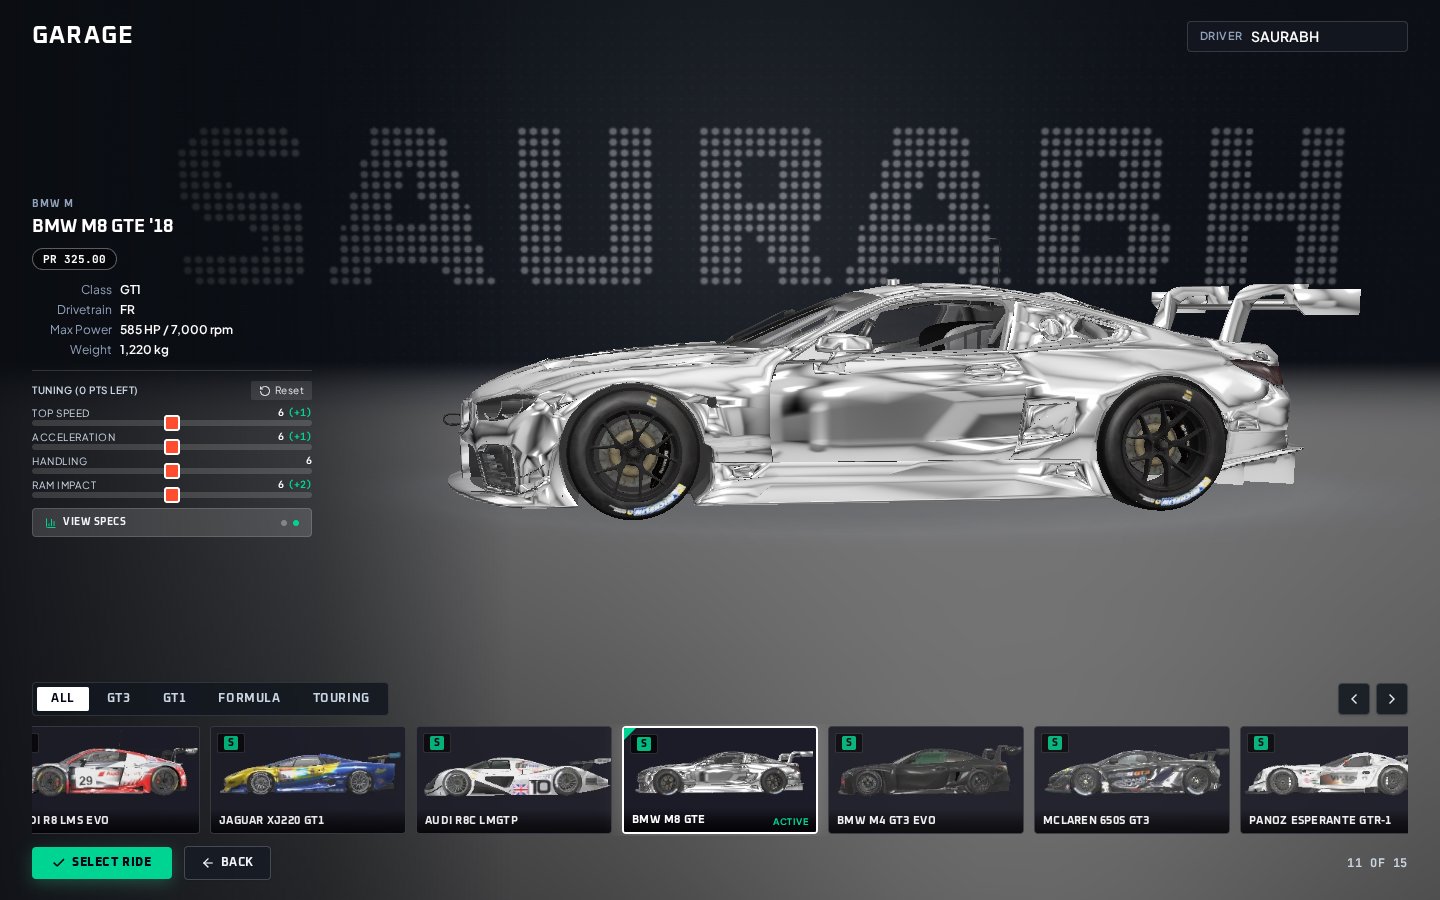 GARAGE
DRIVER SAURABH
SAURABH
BMW M
BMW M8 GTE '18
PR 325.00
Class GT1
Drivetrain FR
Max Power 585 HP / 7,000 rpm
Weight 1,220 kg
TUNING (0 PTS LEFT) Reset
TOP SPEED 6 (+1)
ACCELERATION 6 (+1)
HANDLING 6
RAM IMPACT 6 (+2)
VIEW SPECS
ALL GT3 GT1 FORMULA TOURING
S S S S S S
29 10
DI R8 LMS EVO
JAGUAR XJ220 GT1
AUDI R8C LMGTP
BMW M8 GTE ACTIVE
BMW M4 GT3 EVO
MCLAREN 650S GT3
PANOZ ESPERANTE GTR-1
SELECT RIDE BACK
11 OF 15